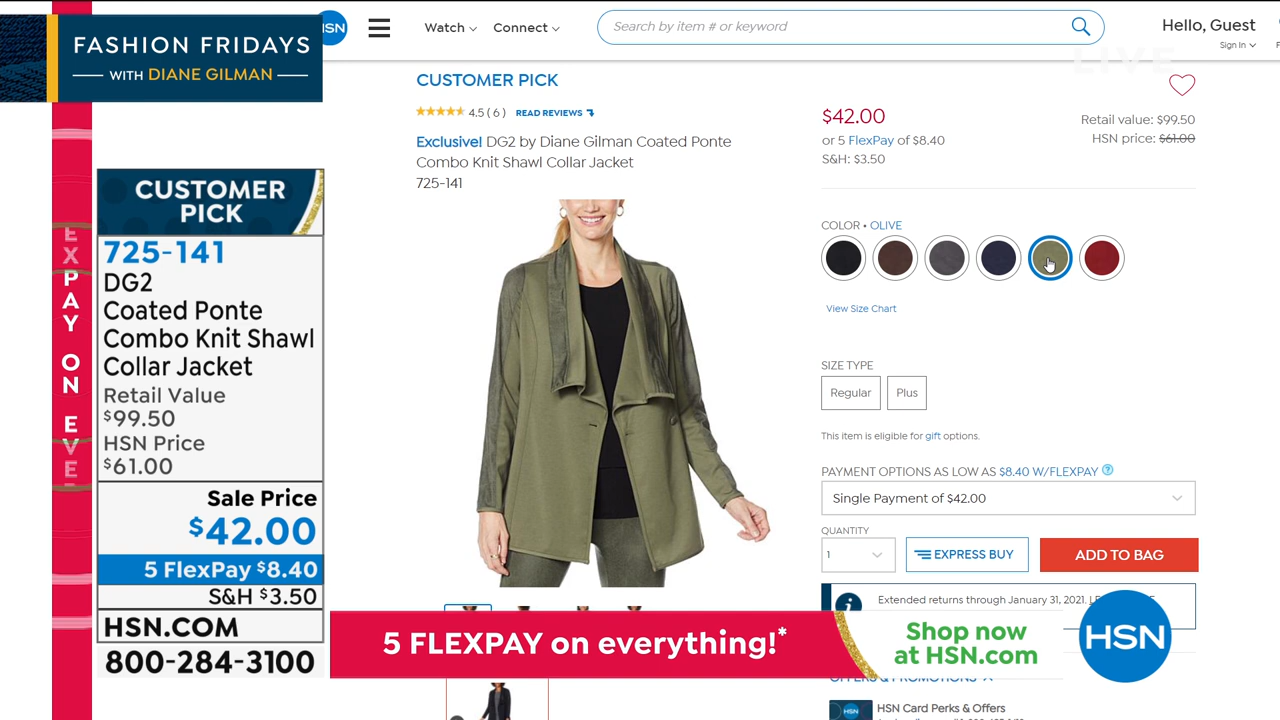 FASHION FRIDAYS
WITH DIANE GILMAN
HSN
Watch
Connect
Search by item # or keyword
Hello, Guest
Sign In
LIVE
CUSTOMER PICK
4.5 ( 6 ) READ REVIEWS
Exclusive! DG2 by Diane Gilman Coated Ponte
Combo Knit Shawl Collar Jacket
725-141
$42.00
or 5 FlexPay of $8.40
S&H: $3.50
Retail value: $99.50
HSN price: $61.00
COLOR • OLIVE
View Size Chart
SIZE TYPE
Regular
Plus
This item is eligible for gift options.
PAYMENT OPTIONS AS LOW AS $8.40 W/FLEXPAY ?
Single Payment of $42.00
QUANTITY
1
EXPRESS BUY
ADD TO BAG
Extended returns through January 31, 2021.
OFFERS & PROMOTIONS
HSN
HSN Card Perks & Offers
EXPAY ON EVE
CUSTOMER
PICK
725-141
DG2
Coated Ponte
Combo Knit Shawl
Collar Jacket
Retail Value
$99.50
HSN Price
$61.00
Sale Price
$42.00
5 FlexPay $8.40
S&H $3.50
HSN.COM
800-284-3100
5 FLEXPAY on everything!*
Shop now
at HSN.com
HSN